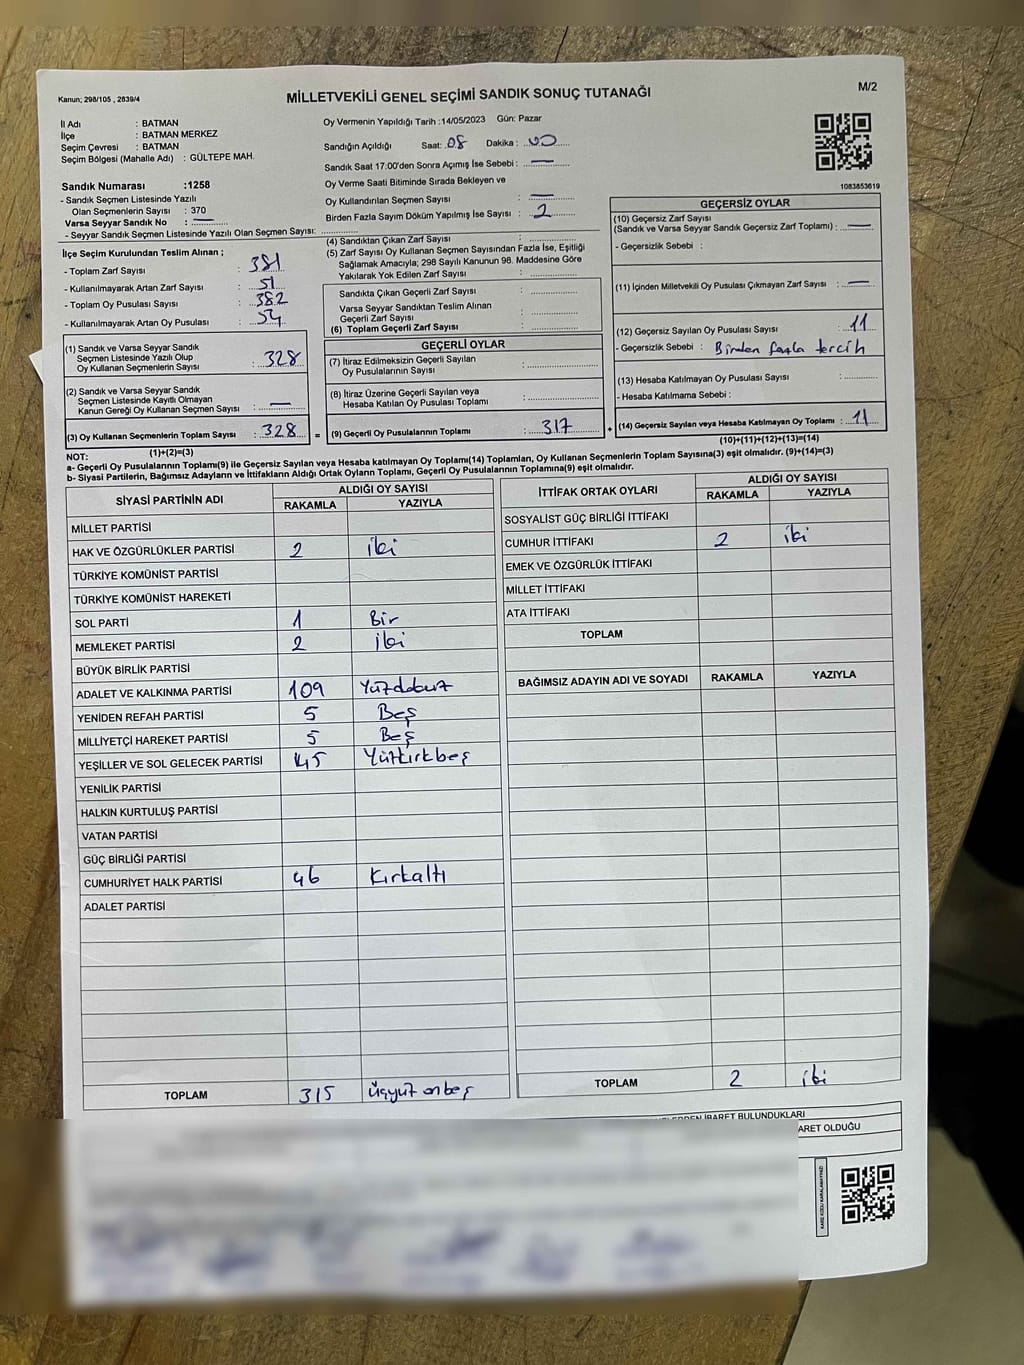 Kanun; 298/105 , 2839/4
MİLLETVEKİLİ GENEL SEÇİMİ SANDIK SONUÇ TUTANAĞI
M/2
İl Adı : BATMAN
İlçe : BATMAN MERKEZ
Seçim Çevresi : BATMAN
Seçim Bölgesi (Mahalle Adı) : GÜLTEPE MAH.
Sandık Numarası :1258
- Sandık Seçmen Listesinde Yazılı
Olan Seçmenlerin Sayısı : 370
Varsa Seyyar Sandık No : —
- Seyyar Sandık Seçmen Listesinde Yazılı Olan Seçmen Sayısı:
Oy Vermenin Yapıldığı Tarih :14/05/2023 Gün: Pazar
Sandığın Açıldığı Saat: 08 Dakika : 00
Sandık Saat 17:00'den Sonra Açımış İse Sebebi : —
Oy Verme Saati Bitiminde Sırada Bekleyen ve
Oy Kullandırılan Seçmen Sayısı : —
Birden Fazla Sayım Döküm Yapılmış İse Sayısı : 2
1083853619
İlçe Seçim Kurulundan Teslim Alınan ;
- Toplam Zarf Sayısı : 381
- Kullanılmayarak Artan Zarf Sayısı : 51
- Toplam Oy Pusulası Sayısı : 382
- Kullanılmayarak Artan Oy Pusulası : 54
(1) Sandık ve Varsa Seyyar Sandık
Seçmen Listesinde Yazılı Olup
Oy Kullanan Seçmenlerin Sayısı : 328
(2) Sandık ve Varsa Seyyar Sandık
Seçmen Listesinde Kayıtlı Olmayan
Kanun Gereği Oy Kullanan Seçmen Sayısı : —
(3) Oy Kullanan Seçmenlerin Toplam Sayısı : 328
(1)+(2)=(3)
(4) Sandıktan Çıkan Zarf Sayısı :
(5) Zarf Sayısı Oy Kullanan Seçmen Sayısından Fazla İse, Eşitliği
Sağlamak Amacıyla; 298 Sayılı Kanunun 98. Maddesine Göre
Yakılarak Yok Edilen Zarf Sayısı :
Sandıkta Çıkan Geçerli Zarf Sayısı :
Varsa Seyyar Sandıktan Teslim Alınan
Geçerli Zarf Sayısı :
(6) Toplam Geçerli Zarf Sayısı :
GEÇERLİ OYLAR
(7) İtiraz Edilmeksizin Geçerli Sayılan
Oy Pusulalarının Sayısı :
(8) İtiraz Üzerine Geçerli Sayılan veya
Hesaba Katılan Oy Pusulası Toplamı :
= (9) Geçerli Oy Pusulalarının Toplamı : 317 +
GEÇERSİZ OYLAR
(10) Geçersiz Zarf Sayısı
(Sandık ve Varsa Seyyar Sandık Geçersiz Zarf Toplamı) : —
- Geçersizlik Sebebi :
(11) İçinden Milletvekili Oy Pusulası Çıkmayan Zarf Sayısı : —
(12) Geçersiz Sayılan Oy Pusulası Sayısı : 11
- Geçersizlik Sebebi : Birden fazla tercih
(13) Hesaba Katılmayan Oy Pusulası Sayısı :
- Hesaba Katılmama Sebebi :
(14) Geçersiz Sayılan veya Hesaba Katılmayan Oy Toplamı : 11
(10)+(11)+(12)+(13)=(14)
NOT:
a- Geçerli Oy Pusulalarının Toplamı(9) ile Geçersiz Sayılan veya Hesaba katılmayan Oy Toplamı(14) Toplamları, Oy Kullanan Seçmenlerin Toplam Sayısına(3) eşit olmalıdır. (9)+(14)=(3)
b- Siyasi Partilerin, Bağımsız Adayların ve İttifakların Aldığı Ortak Oyların Toplamı, Geçerli Oy Pusulalarının Toplamına(9) eşit olmalıdır.
SİYASİ PARTİNİN ADI ALDIĞI OY SAYISI
RAKAMLA YAZIYLA
MİLLET PARTİSİ
HAK VE ÖZGÜRLÜKLER PARTİSİ 2 iki
TÜRKİYE KOMÜNİST PARTİSİ
TÜRKİYE KOMÜNİST HAREKETİ
SOL PARTİ 1 Bir
MEMLEKET PARTİSİ 2 iki
BÜYÜK BİRLİK PARTİSİ
ADALET VE KALKINMA PARTİSİ 109 Yüzdokuz
YENİDEN REFAH PARTİSİ 5 Beş
MİLLİYETÇİ HAREKET PARTİSİ 5 Beş
YEŞİLLER VE SOL GELECEK PARTİSİ 145 Yüzkırkbeş
YENİLİK PARTİSİ
HALKIN KURTULUŞ PARTİSİ
VATAN PARTİSİ
GÜÇ BİRLİĞİ PARTİSİ
CUMHURİYET HALK PARTİSİ 46 Kırkaltı
ADALET PARTİSİ
TOPLAM 315 üçyüz onbeş
İTTİFAK ORTAK OYLARI ALDIĞI OY SAYISI
RAKAMLA YAZIYLA
SOSYALİST GÜÇ BİRLİĞİ İTTİFAKI
CUMHUR İTTİFAKI 2 iki
EMEK VE ÖZGÜRLÜK İTTİFAKI
MİLLET İTTİFAKI
ATA İTTİFAKI
TOPLAM
BAĞIMSIZ ADAYIN ADI VE SOYADI RAKAMLA YAZIYLA
TOPLAM 2 iki
İBARET BULUNDUKLARI
ARET OLDUĞU
KARE KODU KARALAMAYINIZ!